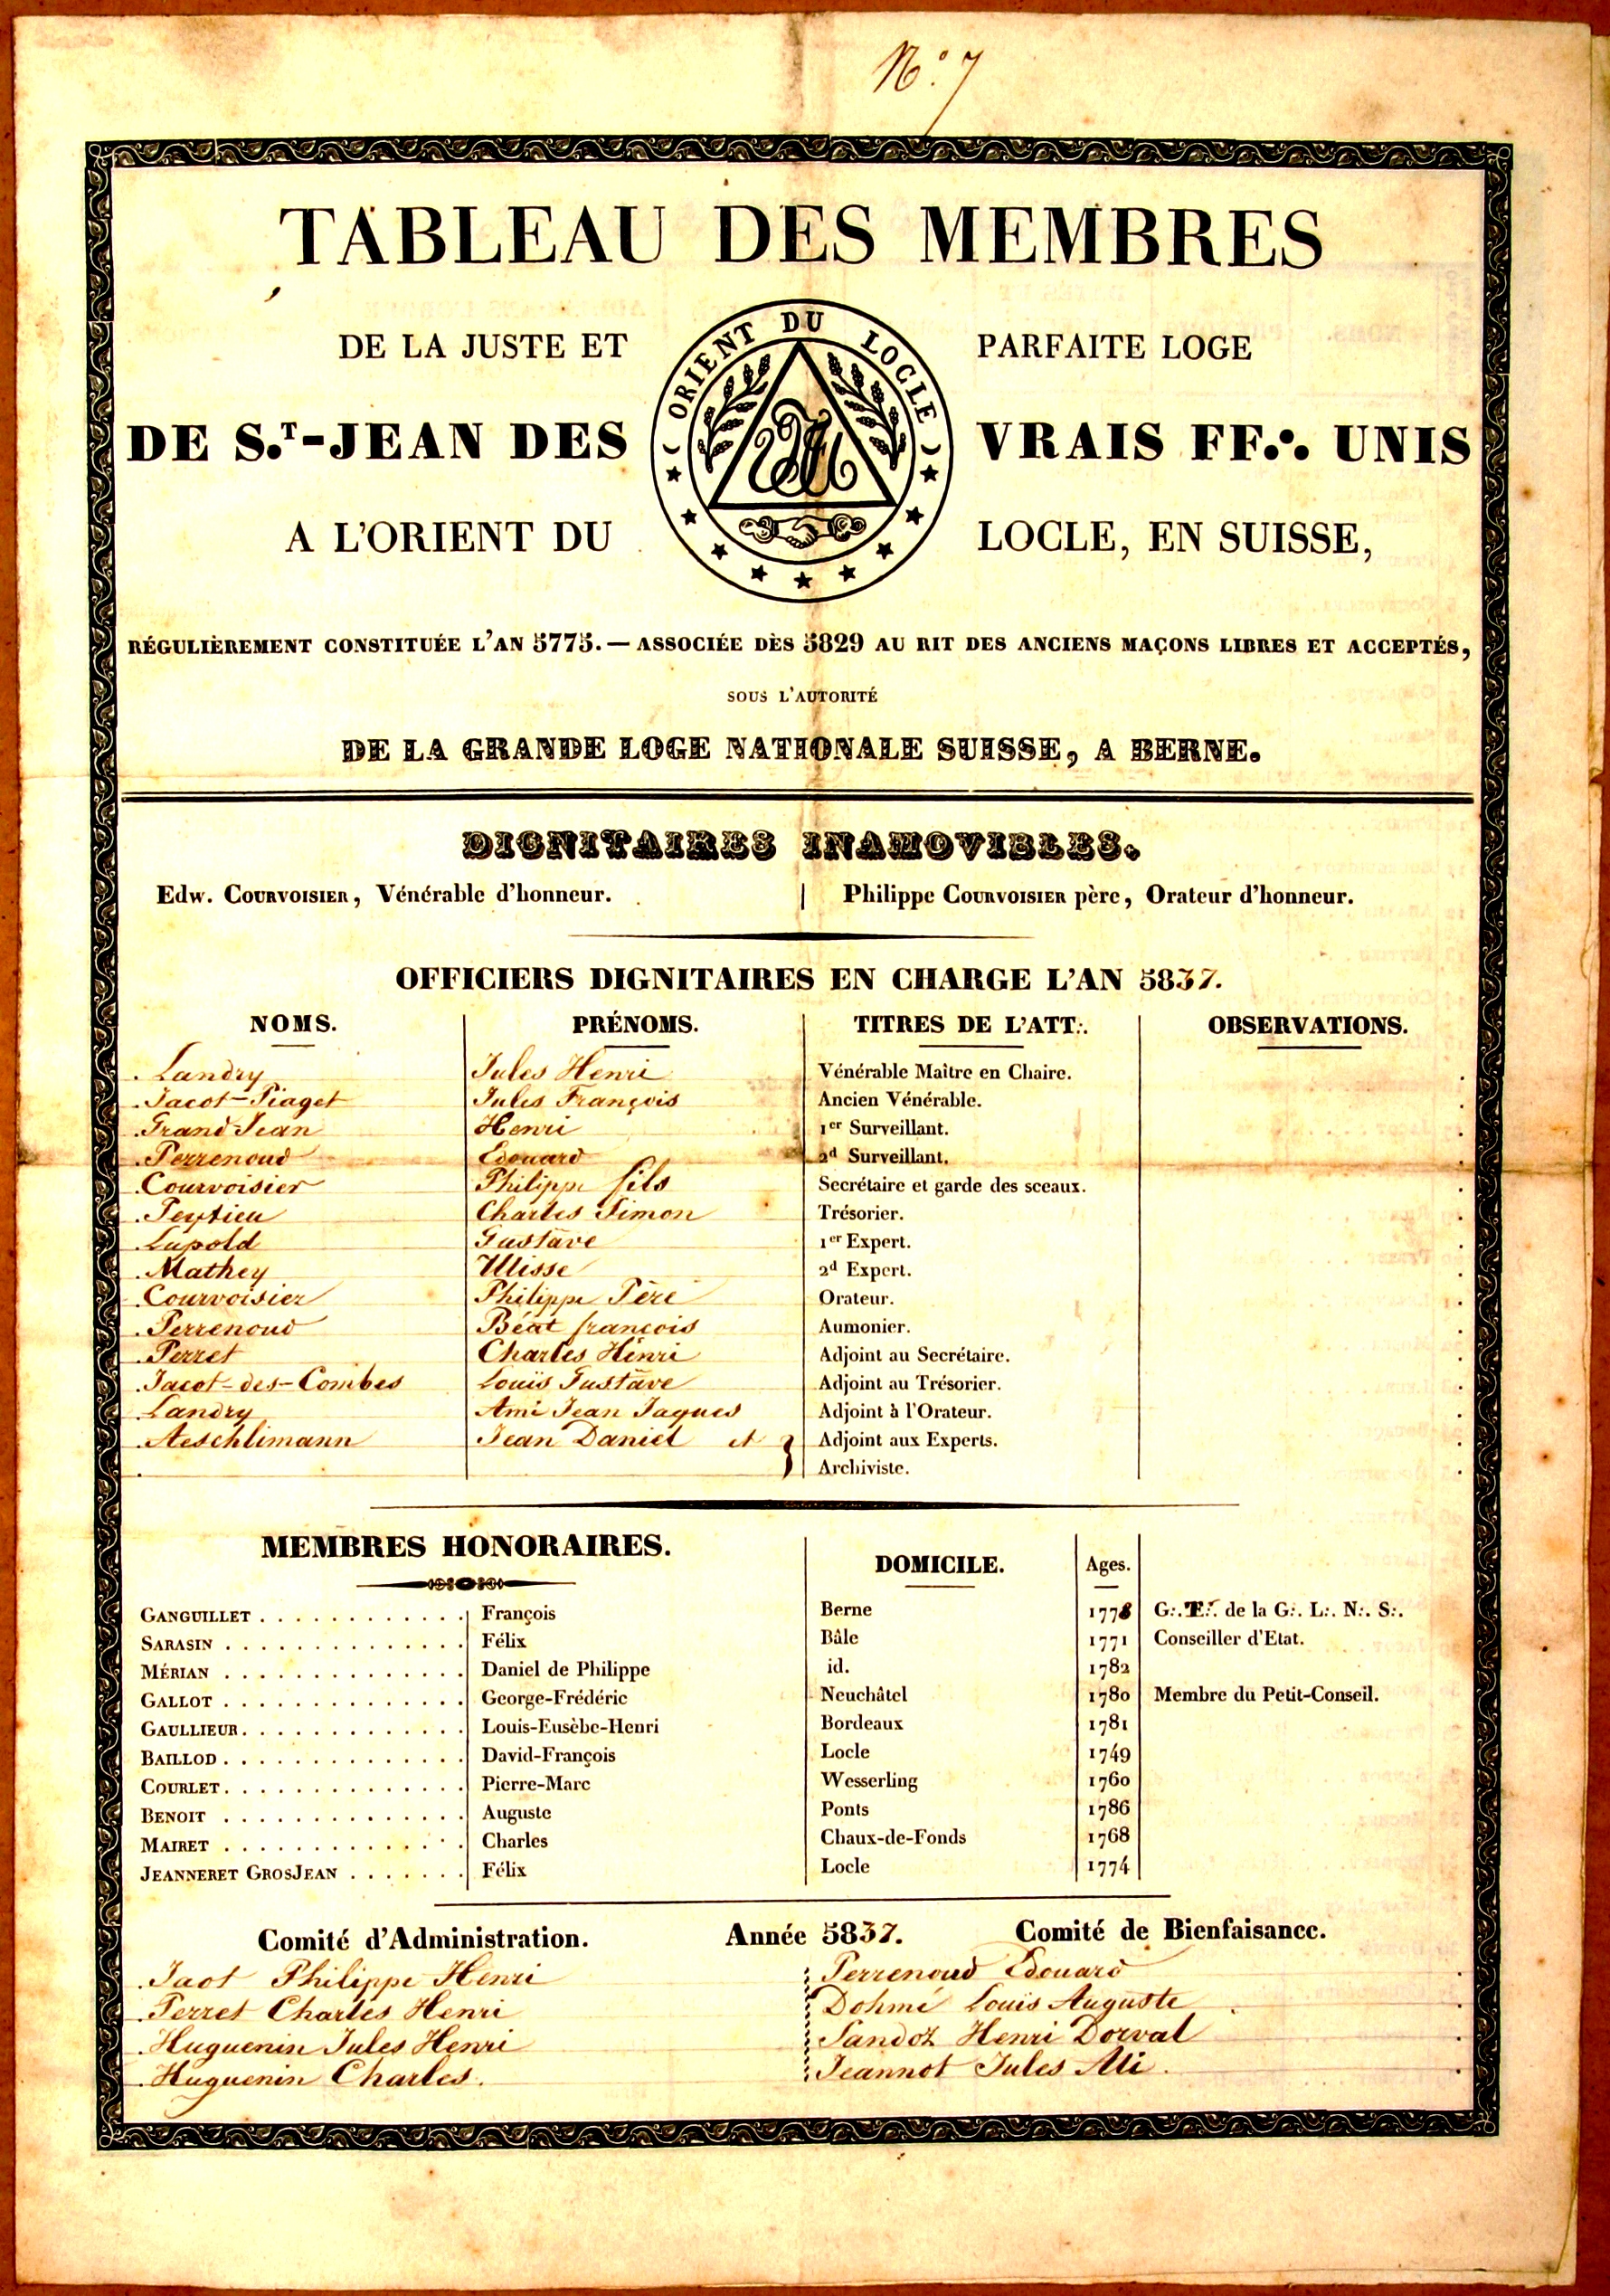 N.° 7
TABLEAU DES MEMBRES
DE LA JUSTE ET PARFAITE LOGE
ORIENT DU LOCLE
DE S.T-JEAN DES VRAIS FF∴ UNIS
A L'ORIENT DU LOCLE, EN SUISSE,
RÉGULIÈREMENT CONSTITUÉE L'AN 5775. — ASSOCIÉE DÈS 5829 AU RIT DES ANCIENS MAÇONS LIBRES ET ACCEPTÉS,
SOUS L'AUTORITÉ
DE LA GRANDE LOGE NATIONALE SUISSE, A BERNE.
DIGNITAIRES INAMOVIBLES.
Edw. COURVOISIER, Vénérable d'honneur. | Philippe COURVOISIER père, Orateur d'honneur.
OFFICIERS DIGNITAIRES EN CHARGE L'AN 5837.
NOMS. PRÉNOMS. TITRES DE L'ATT∴ OBSERVATIONS.
Landry Jules Henri Vénérable Maître en Chaire.
Jacot-Piaget Jules François Ancien Vénérable.
GrandJean Henri 1er Surveillant.
Perrenoud Edouard 2d Surveillant.
Courvoisier Philippe fils Secrétaire et garde des sceaux.
Peytieu Charles Simon Trésorier.
Lupold Gustave 1er Expert.
Mathey Ulisse 2d Expert.
Courvoisier Philippe Père Orateur.
Perrenoud Béat françois Aumonier.
Perret Charles Henri Adjoint au Secrétaire.
Jacot-des-Combes Louis Gustave Adjoint au Trésorier.
Landry Ami Jean Jaques Adjoint à l'Orateur.
Aeschlimann Jean Daniel et } Adjoint aux Experts.
Archiviste.
MEMBRES HONORAIRES. DOMICILE. Ages.
GANGUILLET François Berne 1778 G∴ E∴ de la G∴ L∴ N∴ S∴
SARASIN Félix Bâle 1771 Conseiller d'Etat.
MÉRIAN Daniel de Philippe id. 1782
GALLOT George-Frédéric Neuchâtel 1780 Membre du Petit-Conseil.
GAULLIEUR Louis-Eusèbe-Henri Bordeaux 1781
BAILLOD David-François Locle 1749
COURLET Pierre-Marc Wesserling 1760
BENOIT Auguste Ponts 1786
MAIRET Charles Chaux-de-Fonds 1768
JEANNERET GROSJEAN Félix Locle 1774
Comité d'Administration. Année 5837. Comité de Bienfaisance.
Jaot Philippe Henri Perrenoud Edouard
Perret Charles Henri Dohmé Louis Auguste
Huguenin Jules Henri Sandoz Henri Dorval
Huguenin Charles. Jeannot Jules Ali.